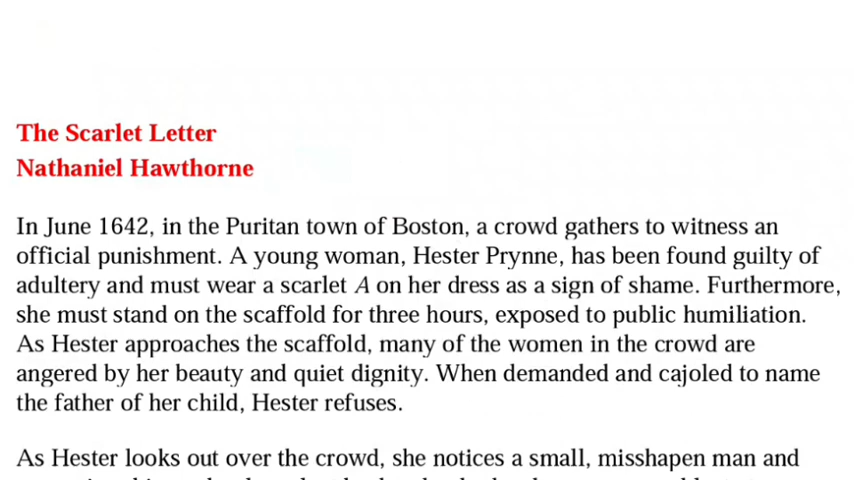 The Scarlet Letter
Nathaniel Hawthorne
In June 1642, in the Puritan town of Boston, a crowd gathers to witness an
official punishment. A young woman, Hester Prynne, has been found guilty of
adultery and must wear a scarlet A on her dress as a sign of shame. Furthermore,
she must stand on the scaffold for three hours, exposed to public humiliation.
As Hester approaches the scaffold, many of the women in the crowd are
angered by her beauty and quiet dignity. When demanded and cajoled to name
the father of her child, Hester refuses.
As Hester looks out over the crowd, she notices a small, misshapen man and